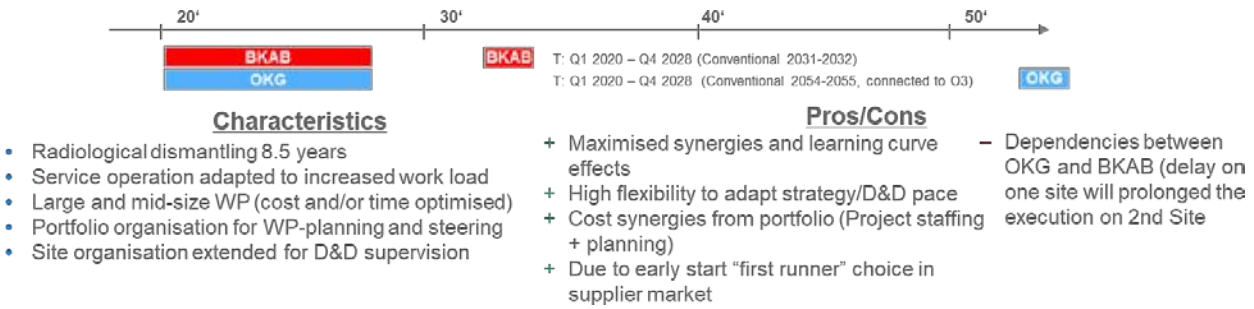 20‘ 30‘ 40‘ 50‘
BKAB
OKG
BKAB
T: Q1 2020 – Q4 2028 (Conventional 2031-2032)
T: Q1 2020 – Q4 2028 (Conventional 2054-2055, connected to O3)
OKG
Characteristics
• Radiological dismantling 8.5 years
• Service operation adapted to increased work load
• Large and mid-size WP (cost and/or time optimised)
• Portfolio organisation for WP-planning and steering
• Site organisation extended for D&D supervision
Pros/Cons
+ Maximised synergies and learning curve
effects
+ High flexibility to adapt strategy/D&D pace
+ Cost synergies from portfolio (Project staffing
+ planning)
+ Due to early start “first runner” choice in
supplier market
– Dependencies between
OKG and BKAB (delay on
one site will prolonged the
execution on 2nd Site